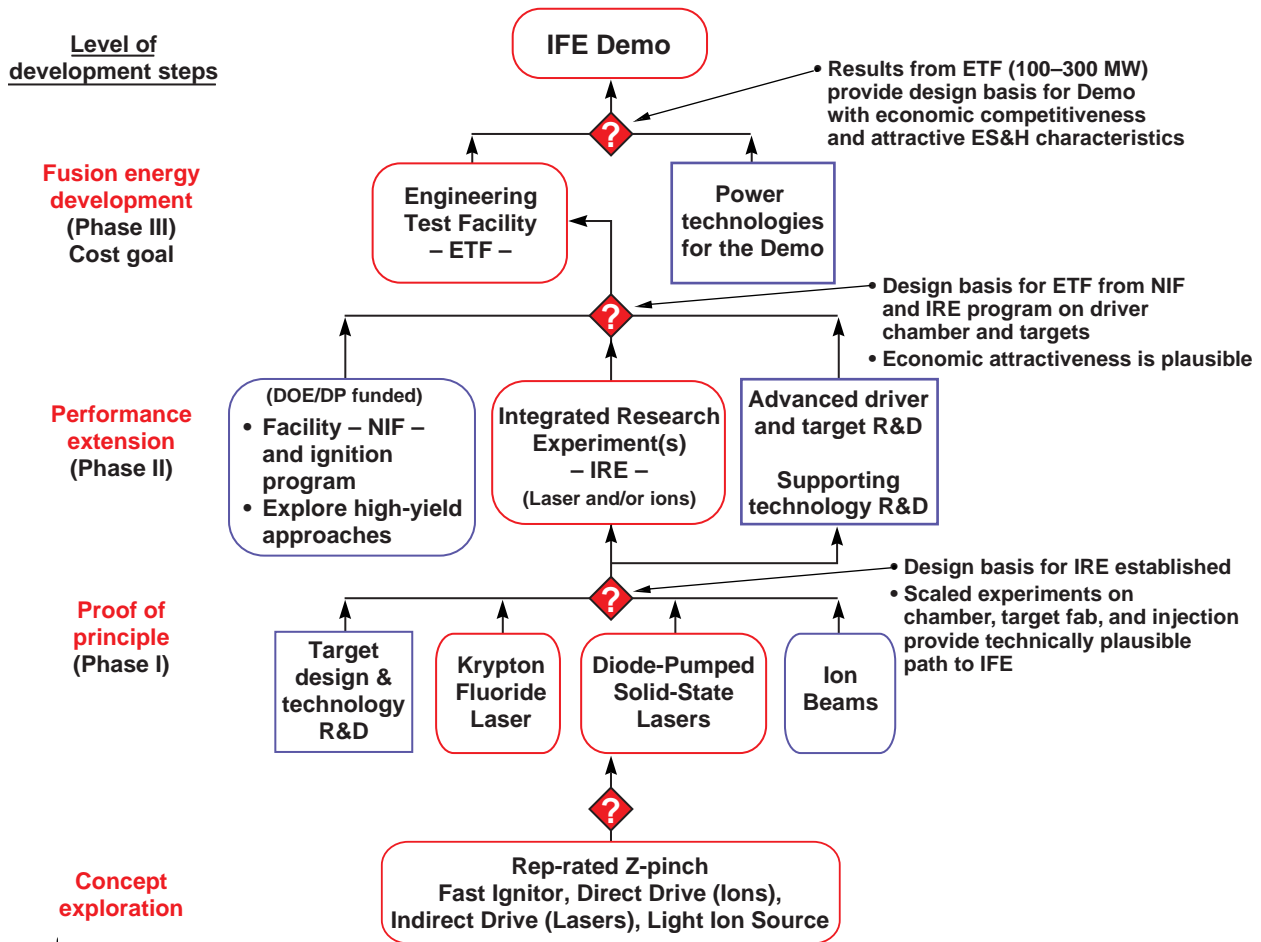 Level of
development steps
IFE Demo
• Results from ETF (100–300 MW)
provide design basis for Demo
with economic competitiveness
and attractive ES&H characteristics
?
Fusion energy
development
(Phase III)
Cost goal
Engineering
Test Facility
– ETF –
Power
technologies
for the Demo
• Design basis for ETF from NIF
and IRE program on driver
chamber and targets
• Economic attractiveness is plausible
?
Performance
extension
(Phase II)
(DOE/DP funded)
• Facility – NIF –
and ignition
program
• Explore high-yield
approaches
Integrated Research
Experiment(s)
– IRE –
(Laser and/or ions)
Advanced driver
and target R&D
Supporting
technology R&D
• Design basis for IRE established
• Scaled experiments on
chamber, target fab, and injection
provide technically plausible
path to IFE
?
Proof of
principle
(Phase I)
Target
design &
technology
R&D
Krypton
Fluoride
Laser
Diode-Pumped
Solid-State
Lasers
Ion
Beams
?
Concept
exploration
Rep-rated Z-pinch
Fast Ignitor, Direct Drive (Ions),
Indirect Drive (Lasers), Light Ion Source